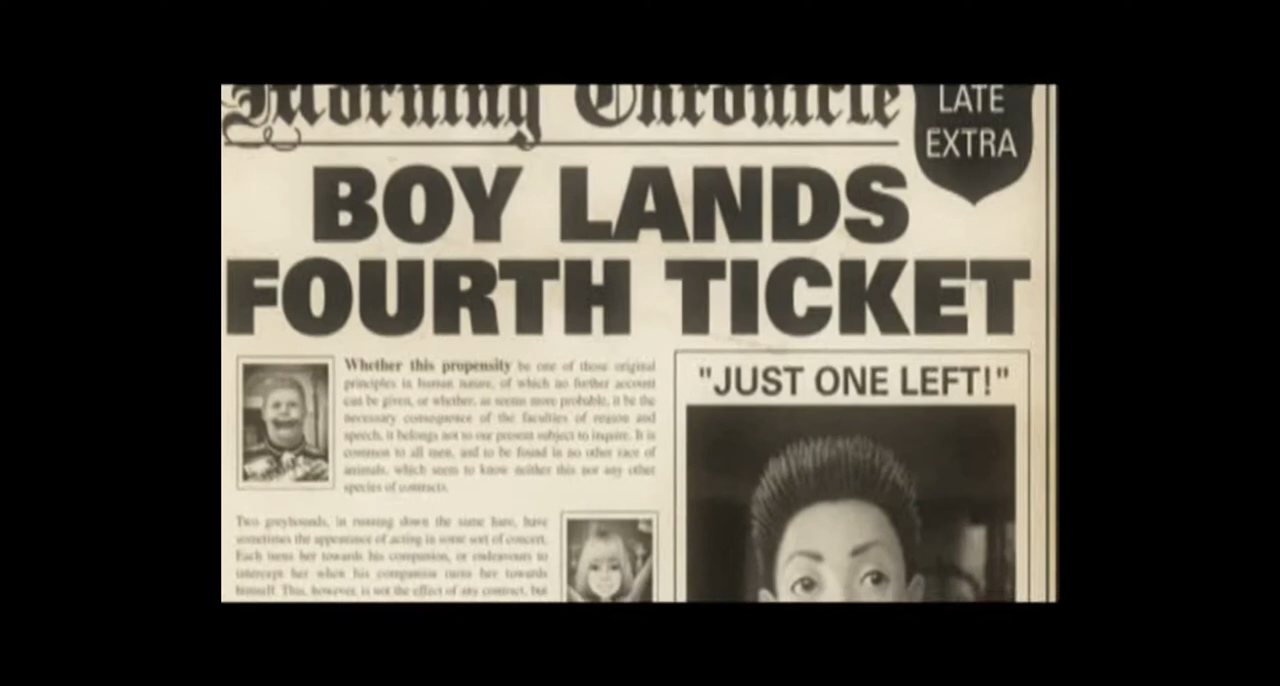 Morning Chronicle
LATE
EXTRA
BOY LANDS
FOURTH TICKET
Whether this propensity be one of those original
principles in human nature, of which no further account
can be given, or whether, as seems more probable, it be the
necessary consequence of the faculties of reason and
speech, it belongs not to our present subject to inquire. It is
common to all men, and to be found in no other race of
animals, which seem to know neither this nor any other
species of contracts.
Two greyhounds, in running down the same hare, have
sometimes the appearance of acting in some sort of concert.
Each turns her towards his companion, or endeavours to
intercept her when his companion turns her towards
himself. This, however, is not the effect of any contract, but
"JUST ONE LEFT!"